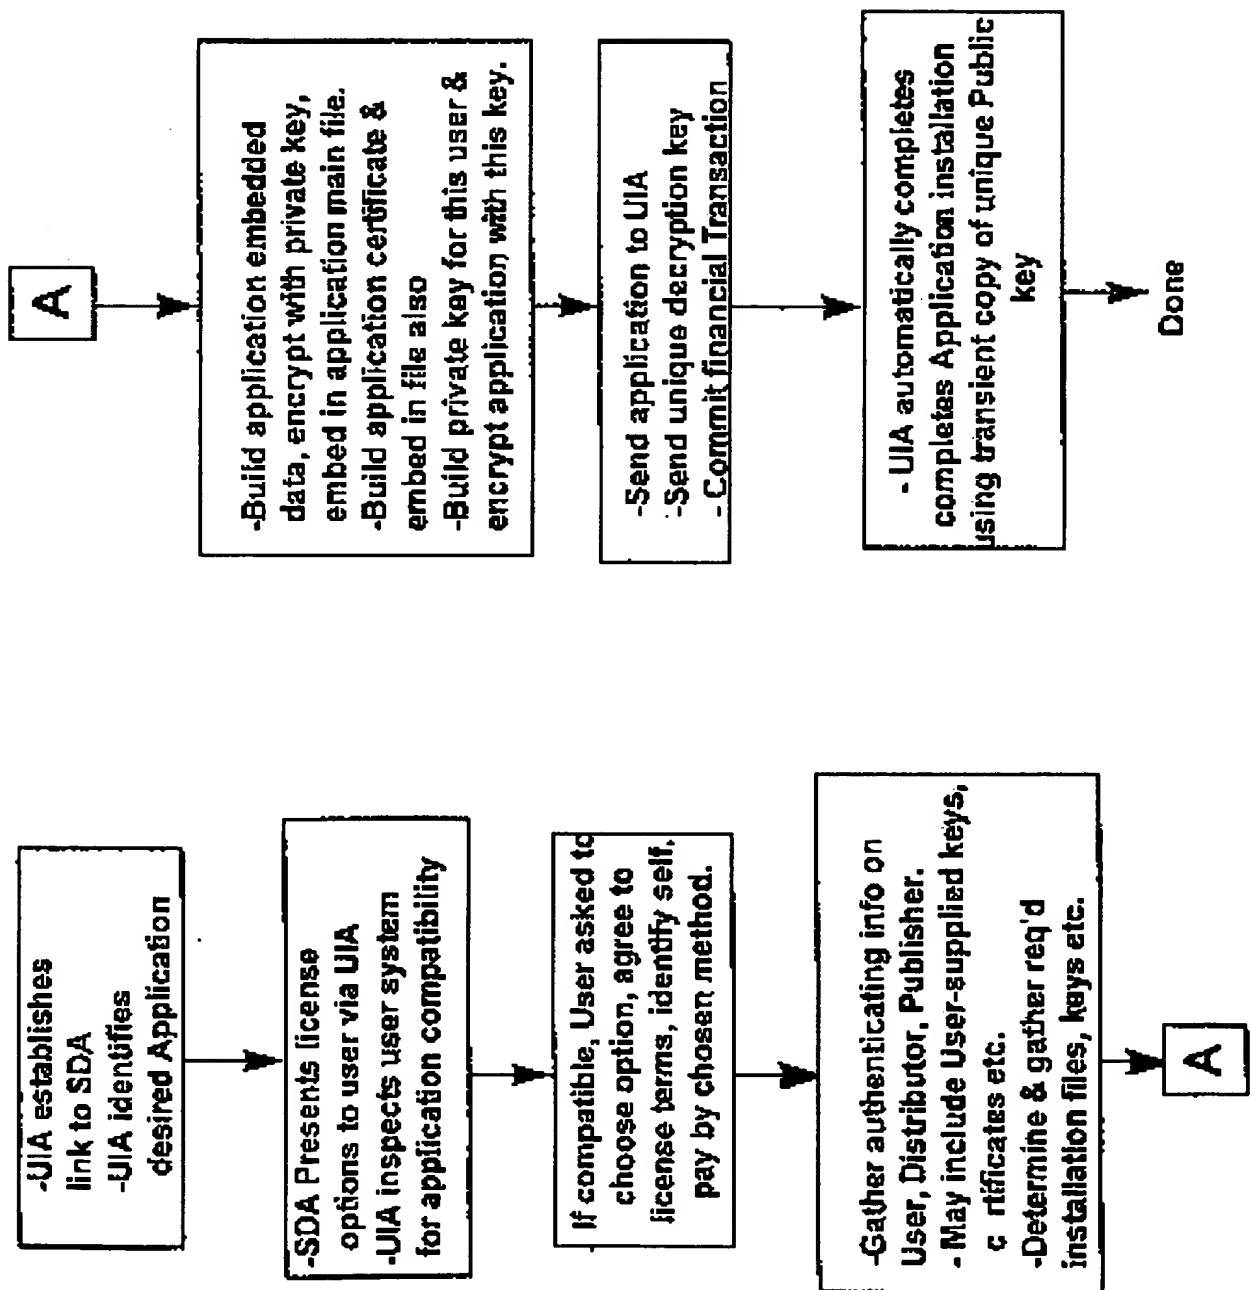 -UIA establishes
link to SDA
-UIA identifies
desired Application
-SDA Presents license
options to user via UIA
-UIA inspects user system
for application compatibility
If compatible, User asked to
choose option, agree to
license terms, identify self,
pay by chosen method.
-Gather authenticating info on
User, Distributor, Publisher.
- May include User-supplied keys,
c rtificates etc.
-Determine & gather req'd
installation files, keys etc.
A
A
-Build application embedded
data, encrypt with private key,
embed in application main file.
-Build application certificate &
embed in file also
-Build private key for this user &
encrypt application with this key.
-Send application to UIA
-Send unique decryption key
- Commit financial Transaction
- UIA automatically completes
completes Application installation
using transient copy of unique Public
key
Done